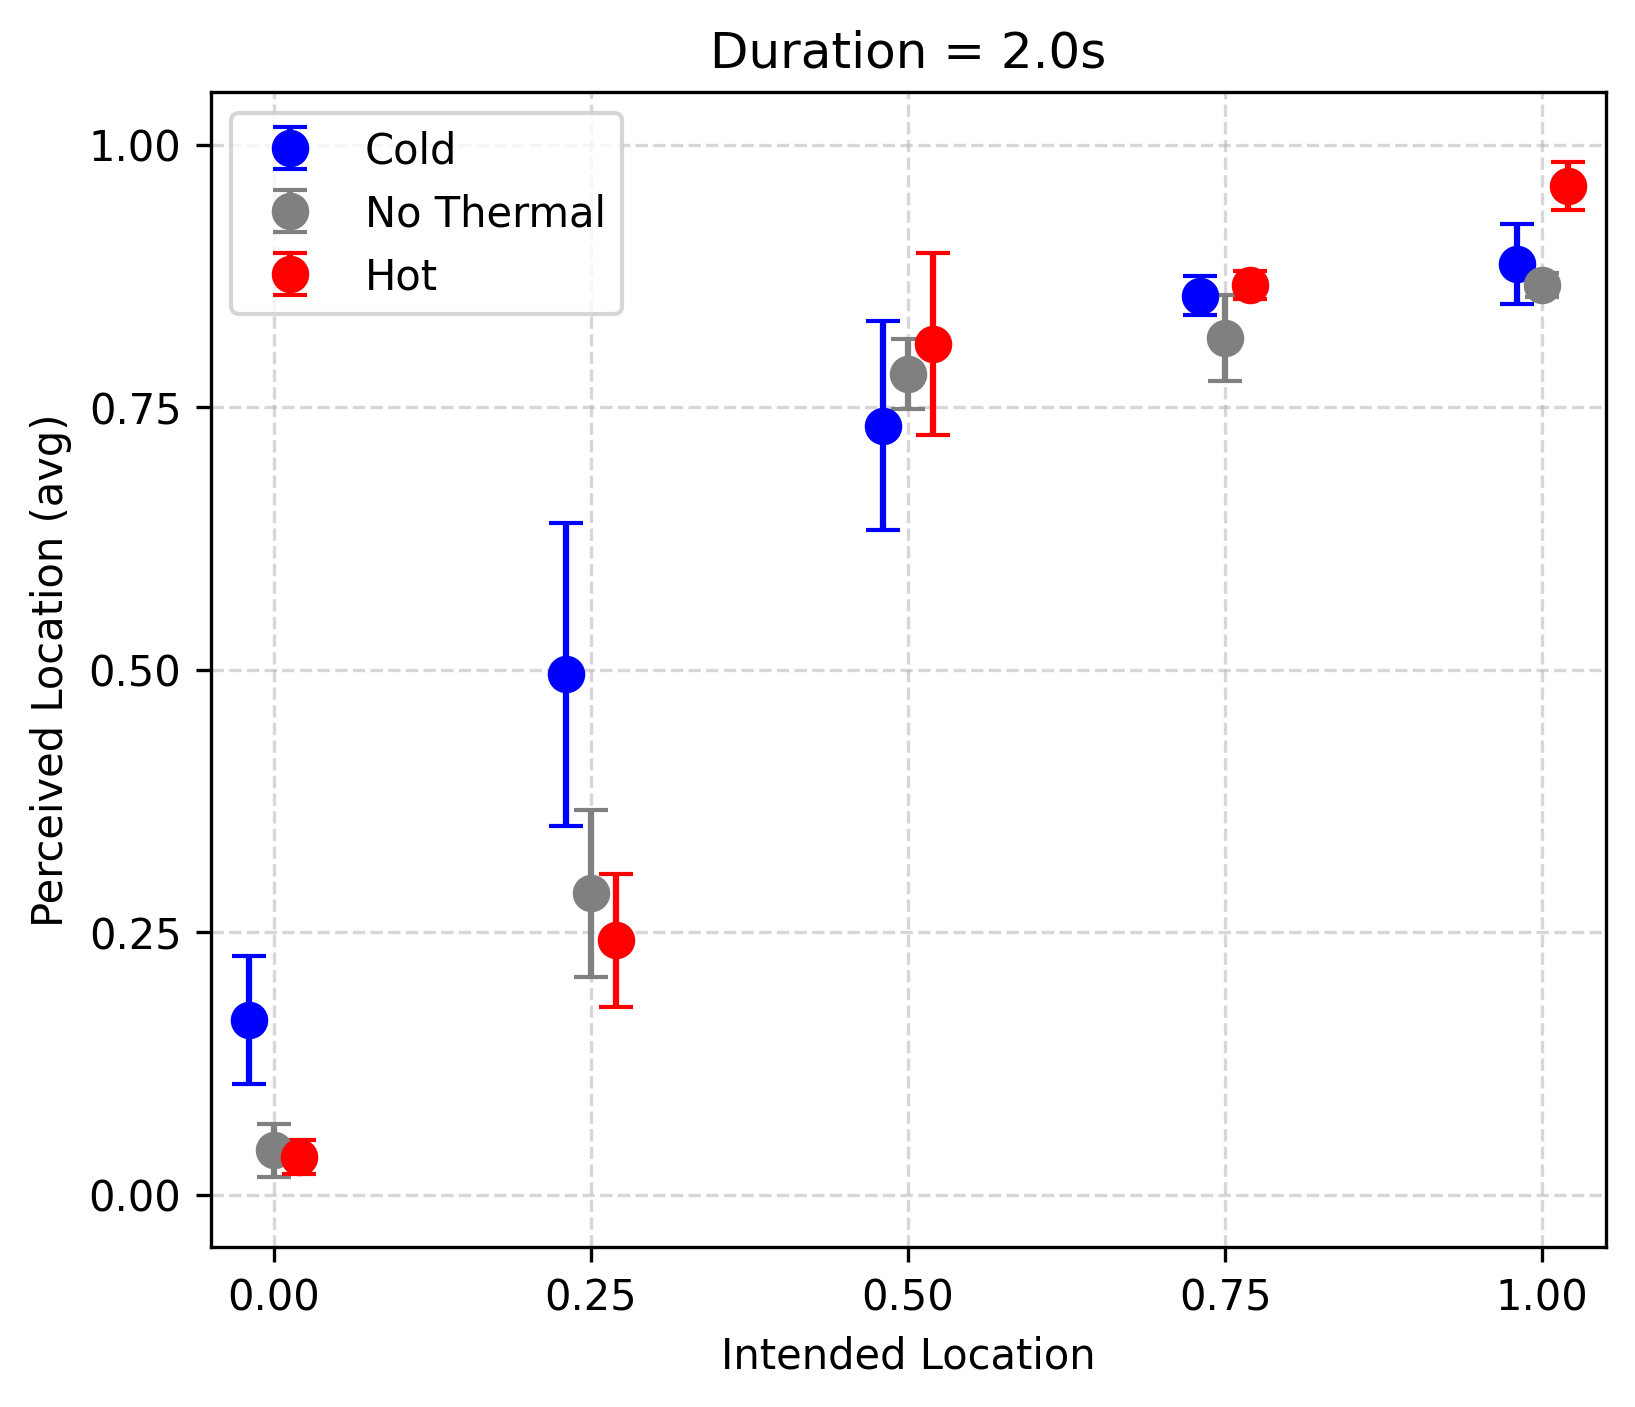 Duration = 2.0s
Cold
No Thermal
Hot
1.00
0.75
0.50
0.25
0.00
Perceived Location (avg)
0.00 0.25 0.50 0.75 1.00
Intended Location